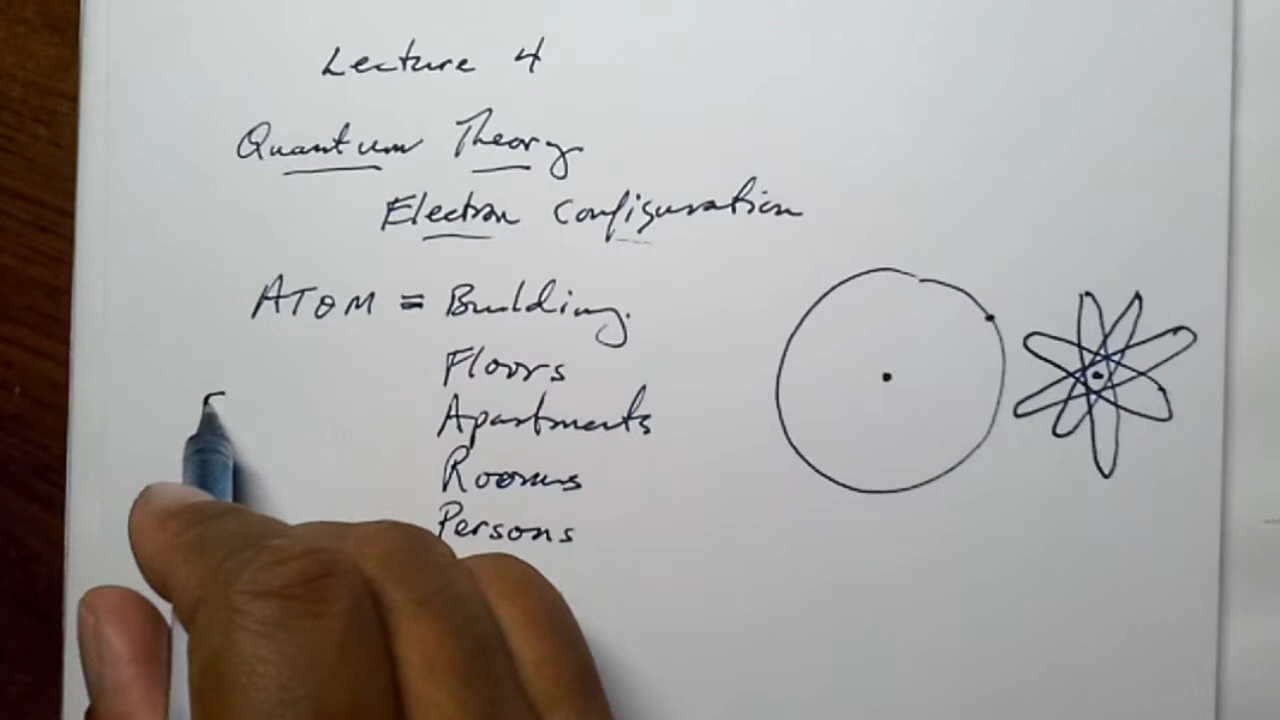 Lecture 4
Quantum Theory
Electron Configuration
ATOM = Building.
Floors
Apartments
Rooms
Persons